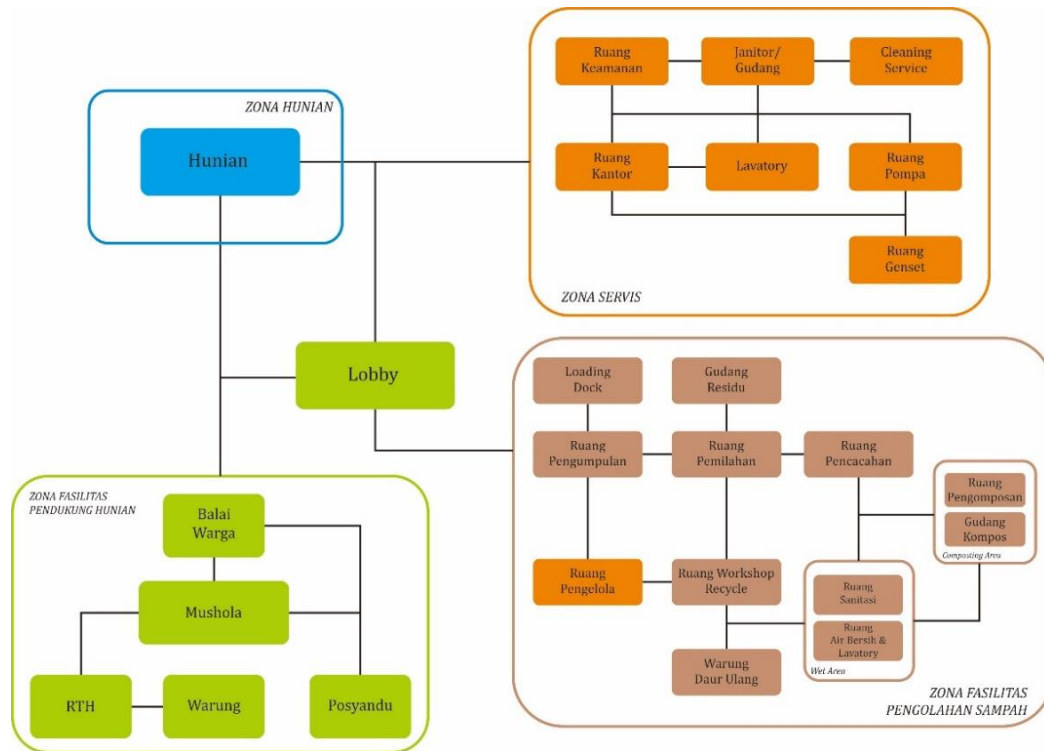 ZONA HUNIAN
Hunian
Ruang
Keamanan
Janitor/
Gudang
Cleaning
Service
Ruang
Kantor
Lavatory
Ruang
Pompa
Ruang
Genset
ZONA SERVIS
Lobby
Loading
Dock
Gudang
Residu
Ruang
Pengumpulan
Ruang
Pemilahan
Ruang
Pencacahan
Ruang
Pengomposan
Gudang
Kompos
Composting Area
Ruang
Pengelola
Ruang Workshop
Recycle
Ruang
Sanitasi
Ruang
Air Bersih &
Lavatory
Wet Area
Warung
Daur Ulang
ZONA FASILITAS
PENGOLAHAN SAMPAH
ZONA FASILITAS
PENDUKUNG HUNIAN
Balai
Warga
Mushola
RTH
Warung
Posyandu